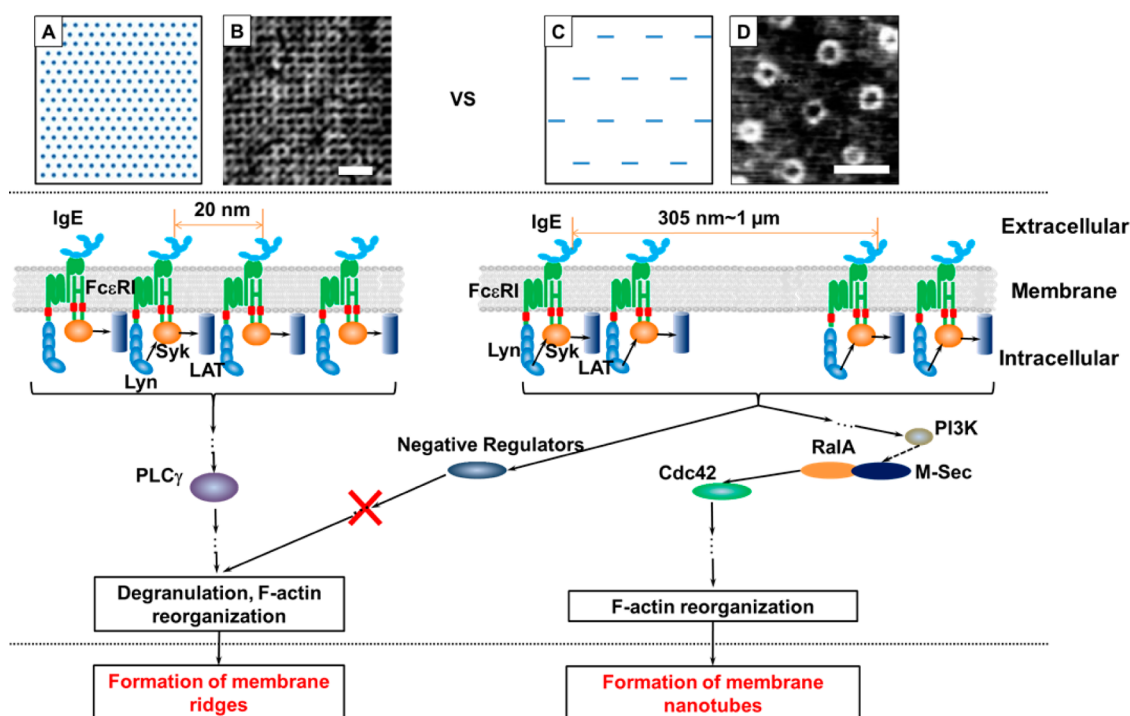 A
B
VS
C
D
20 nm
IgE
FcεRI
Syk
LAT
Lyn
IgE
305 nm~1 µm
Extracellular
FcεRI
Membrane
Lyn
Syk
LAT
Intracellular
Negative Regulators
PI3K
RalA
PLCγ
Cdc42
M-Sec
Degranulation, F-actin
reorganization
F-actin reorganization
Formation of membrane
ridges
Formation of membrane
nanotubes